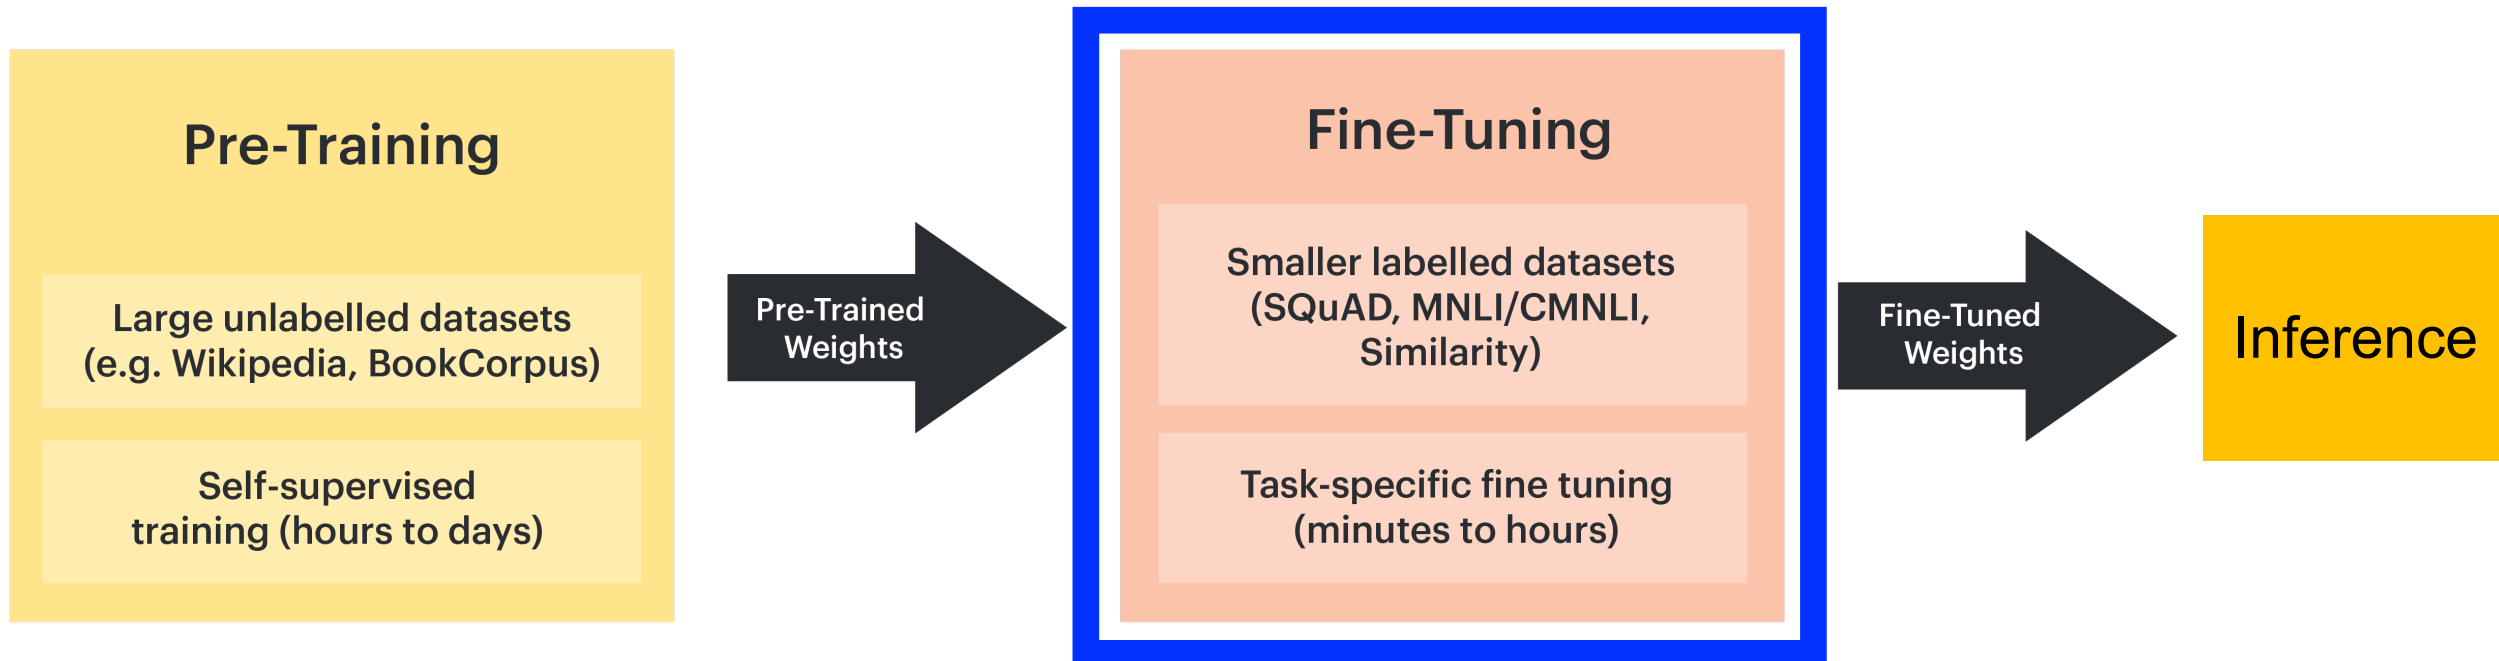 Pre-Training
Large unlabelled datasets
(e.g. Wikipedia, BookCorpus)
Self-supervised
training (hours to days)
Pre-Trained
Weights
Fine-Tuning
Smaller labelled datasets
(SQuAD, MNLI/CNNLI,
Similarity)
Task-specific fine tuning
(minutes to hours)
Fine-Tuned
Weights
Inference